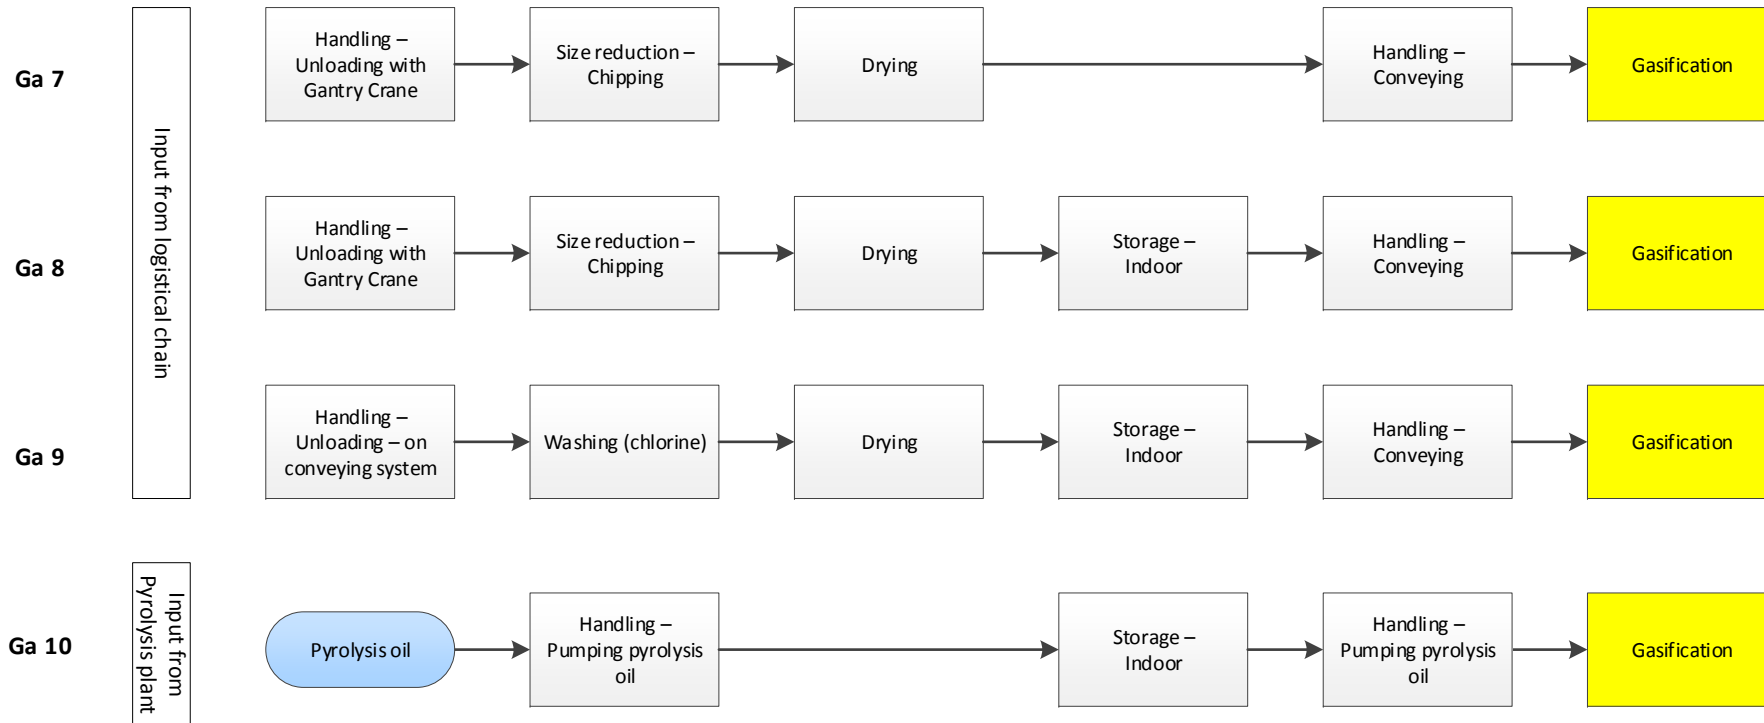 Ga 7
Input from logistical chain
Handling –
Unloading with
Gantry Crane
Size reduction –
Chipping
Drying
Handling –
Conveying
Gasification
Ga 8
Handling –
Unloading with
Gantry Crane
Size reduction –
Chipping
Drying
Storage –
Indoor
Handling –
Conveying
Gasification
Ga 9
Handling –
Unloading – on
conveying system
Washing (chlorine)
Drying
Storage –
Indoor
Handling –
Conveying
Gasification
Ga 10
Input from
Pyrolysis plant
Pyrolysis oil
Handling –
Pumping pyrolysis
oil
Storage –
Indoor
Handling –
Pumping pyrolysis
oil
Gasification